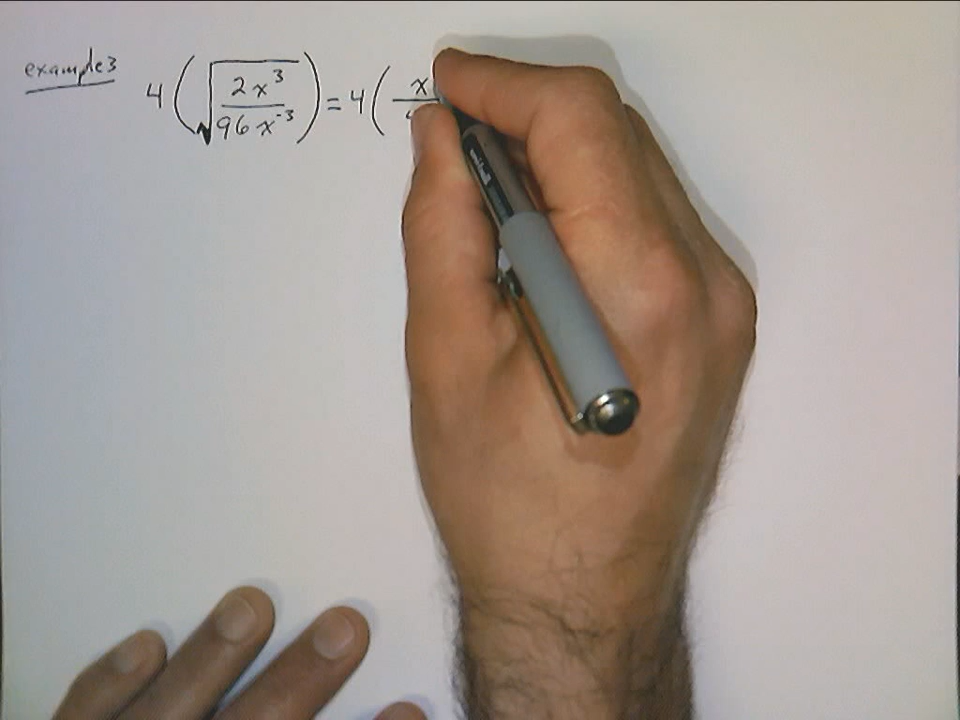 example 3
4(√(2x³/96x⁻³)) = 4(x